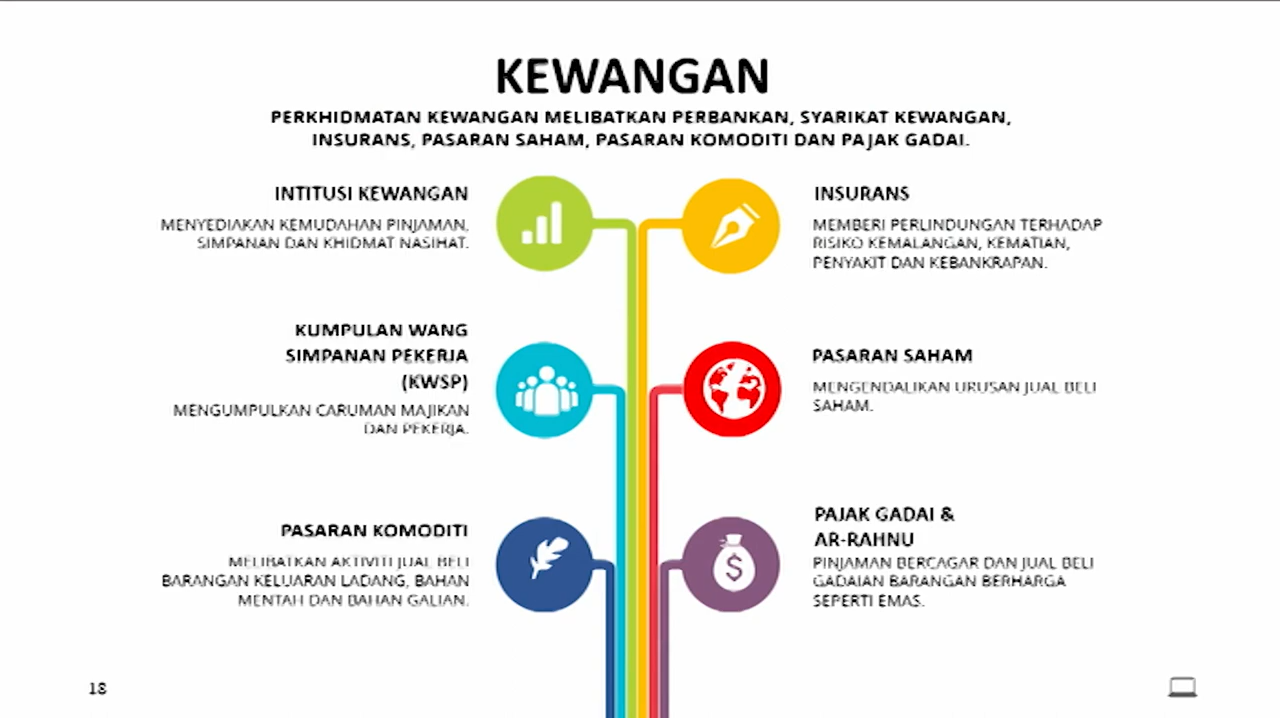 KEWANGAN
PERKHIDMATAN KEWANGAN MELIBATKAN PERBANKAN, SYARIKAT KEWANGAN,
INSURANS, PASARAN SAHAM, PASARAN KOMODITI DAN PAJAK GADAI.
INTITUSI KEWANGAN
MENYEDIAKAN KEMUDAHAN PINJAMAN,
SIMPANAN DAN KHIDMAT NASIHAT.
INSURANS
MEMBERI PERLINDUNGAN TERHADAP
RISIKO KEMALANGAN, KEMATIAN,
PENYAKIT DAN KEBANKRAPAN.
KUMPULAN WANG
SIMPANAN PEKERJA
(KWSP)
MENGUMPULKAN CARUMAN MAJIKAN
DAN PEKERJA.
PASARAN SAHAM
MENGENDALIKAN URUSAN JUAL BELI
SAHAM.
PASARAN KOMODITI
MELIBATKAN AKTIVITI JUAL BELI
BARANGAN KELUARAN LADANG, BAHAN
MENTAH DAN BAHAN GALIAN.
PAJAK GADAI &
AR-RAHNU
PINJAMAN BERCAGAR DAN JUAL BELI
GADAIAN BARANGAN BERHARGA
SEPERTI EMAS.
18